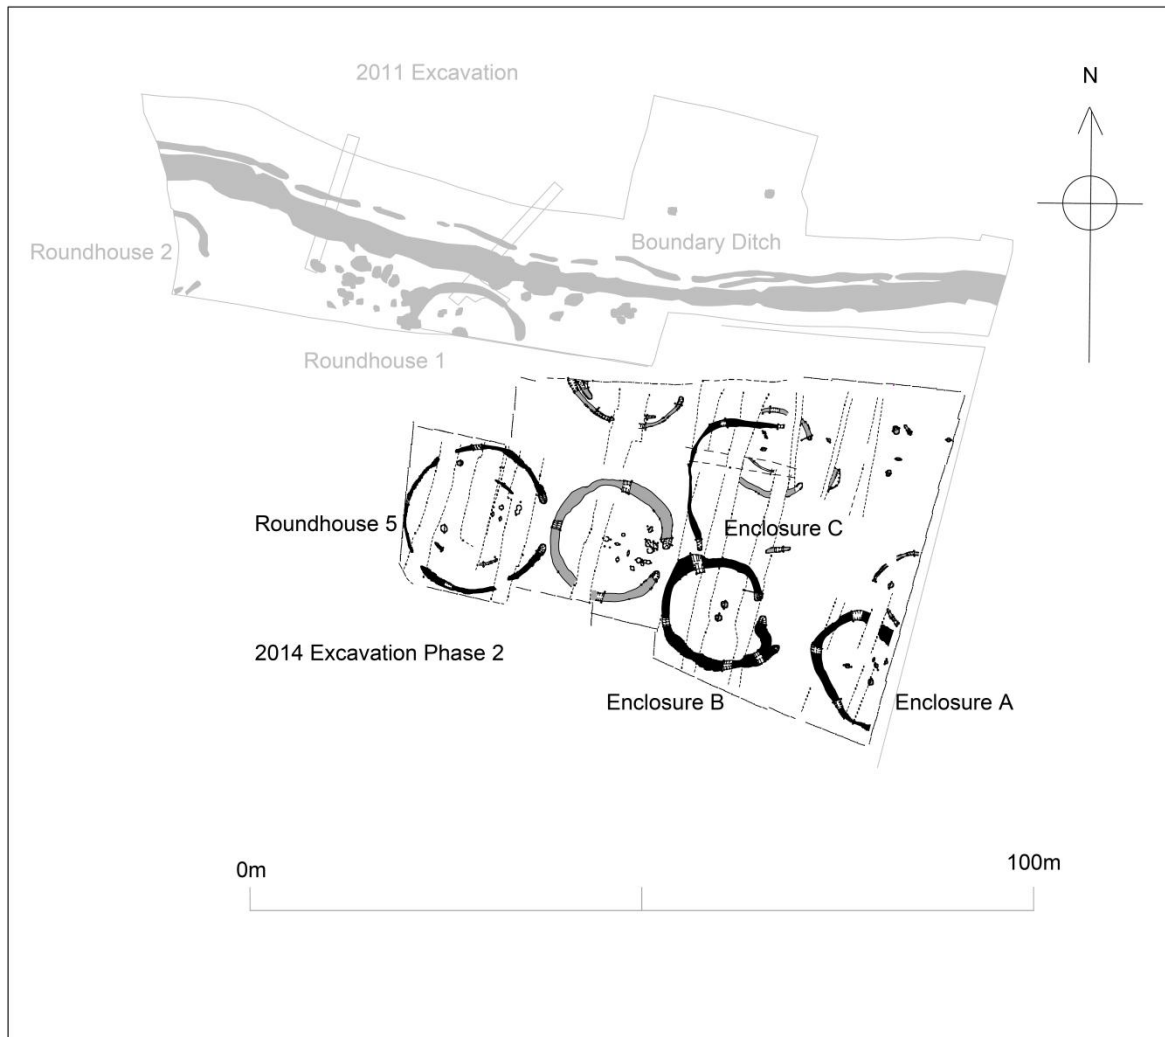 2011 Excavation
N
Boundary Ditch
Roundhouse 2
Roundhouse 1
Roundhouse 5
Enclosure C
2014 Excavation Phase 2
Enclosure B
Enclosure A
0m
100m